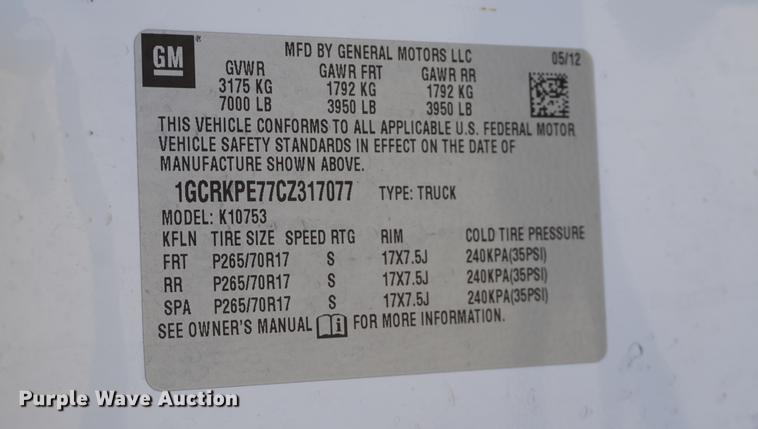 GM
MFD BY GENERAL MOTORS LLC 05/12
GVWR GAWR FRT GAWR RR
3175 KG 1792 KG 1792 KG
7000 LB 3950 LB 3950 LB
THIS VEHICLE CONFORMS TO ALL APPLICABLE U.S. FEDERAL MOTOR
VEHICLE SAFETY STANDARDS IN EFFECT ON THE DATE OF
MANUFACTURE SHOWN ABOVE.
1GCRKPE77CZ317077 TYPE: TRUCK
MODEL: K10753
KFLN TIRE SIZE SPEED RTG RIM COLD TIRE PRESSURE
FRT P265/70R17 S 17X7.5J 240KPA(35PSI)
RR P265/70R17 S 17X7.5J 240KPA(35PSI)
SPA P265/70R17 S 17X7.5J 240KPA(35PSI)
SEE OWNER'S MANUAL i FOR MORE INFORMATION.
Purple Wave Auction